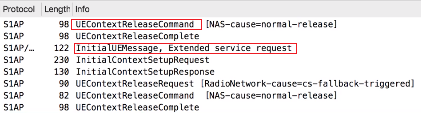 Protocol Length Info
S1AP 98 UEContextReleaseCommand [NAS-cause=normal-release]
S1AP 98 UEContextReleaseComplete
S1AP/… 122 InitialUEMessage, Extended service request
S1AP 230 InitialContextSetupRequest
S1AP 130 InitialContextSetupResponse
S1AP 90 UEContextReleaseRequest [RadioNetwork-cause=cs-fallback-triggered]
S1AP 82 UEContextReleaseCommand [NAS-cause=normal-release]
S1AP 98 UEContextReleaseComplete